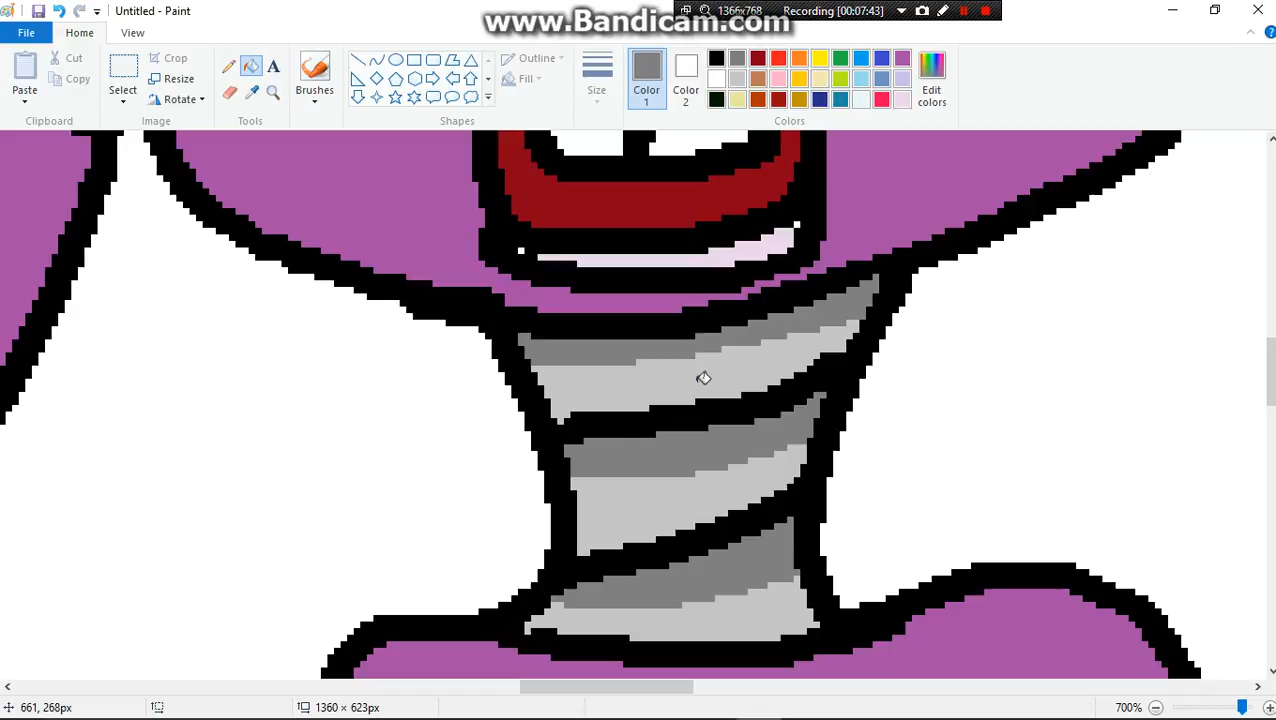 Untitled - Paint
www.Bandicam.com
1366x768 Recording [00:07:43]
File Home View
Paste
Cut
Copy
Clipboard
Select
Crop
Resize
Rotate
Image
A
Tools
Brushes
Outline
Fill
Shapes
Size
Color 1
Color 2
Edit colors
Colors
661, 268px
1360 × 623px
700%